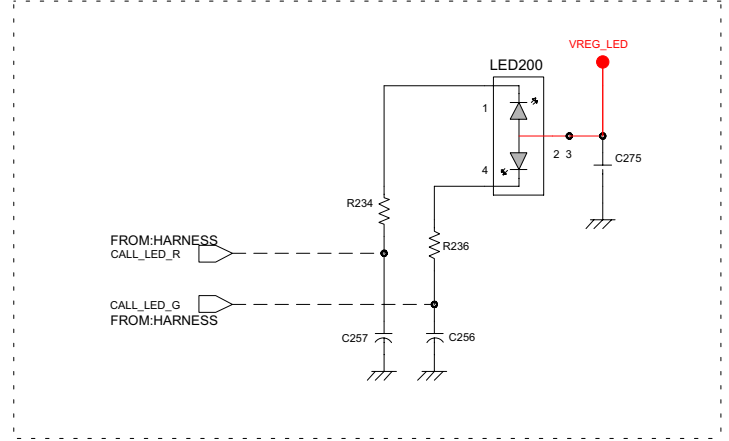 VREG_LED
LED200
1
2 3
C275
4
R234
R236
FROM:HARNESS
CALL_LED_R
CALL_LED_G
FROM:HARNESS
C257
C256